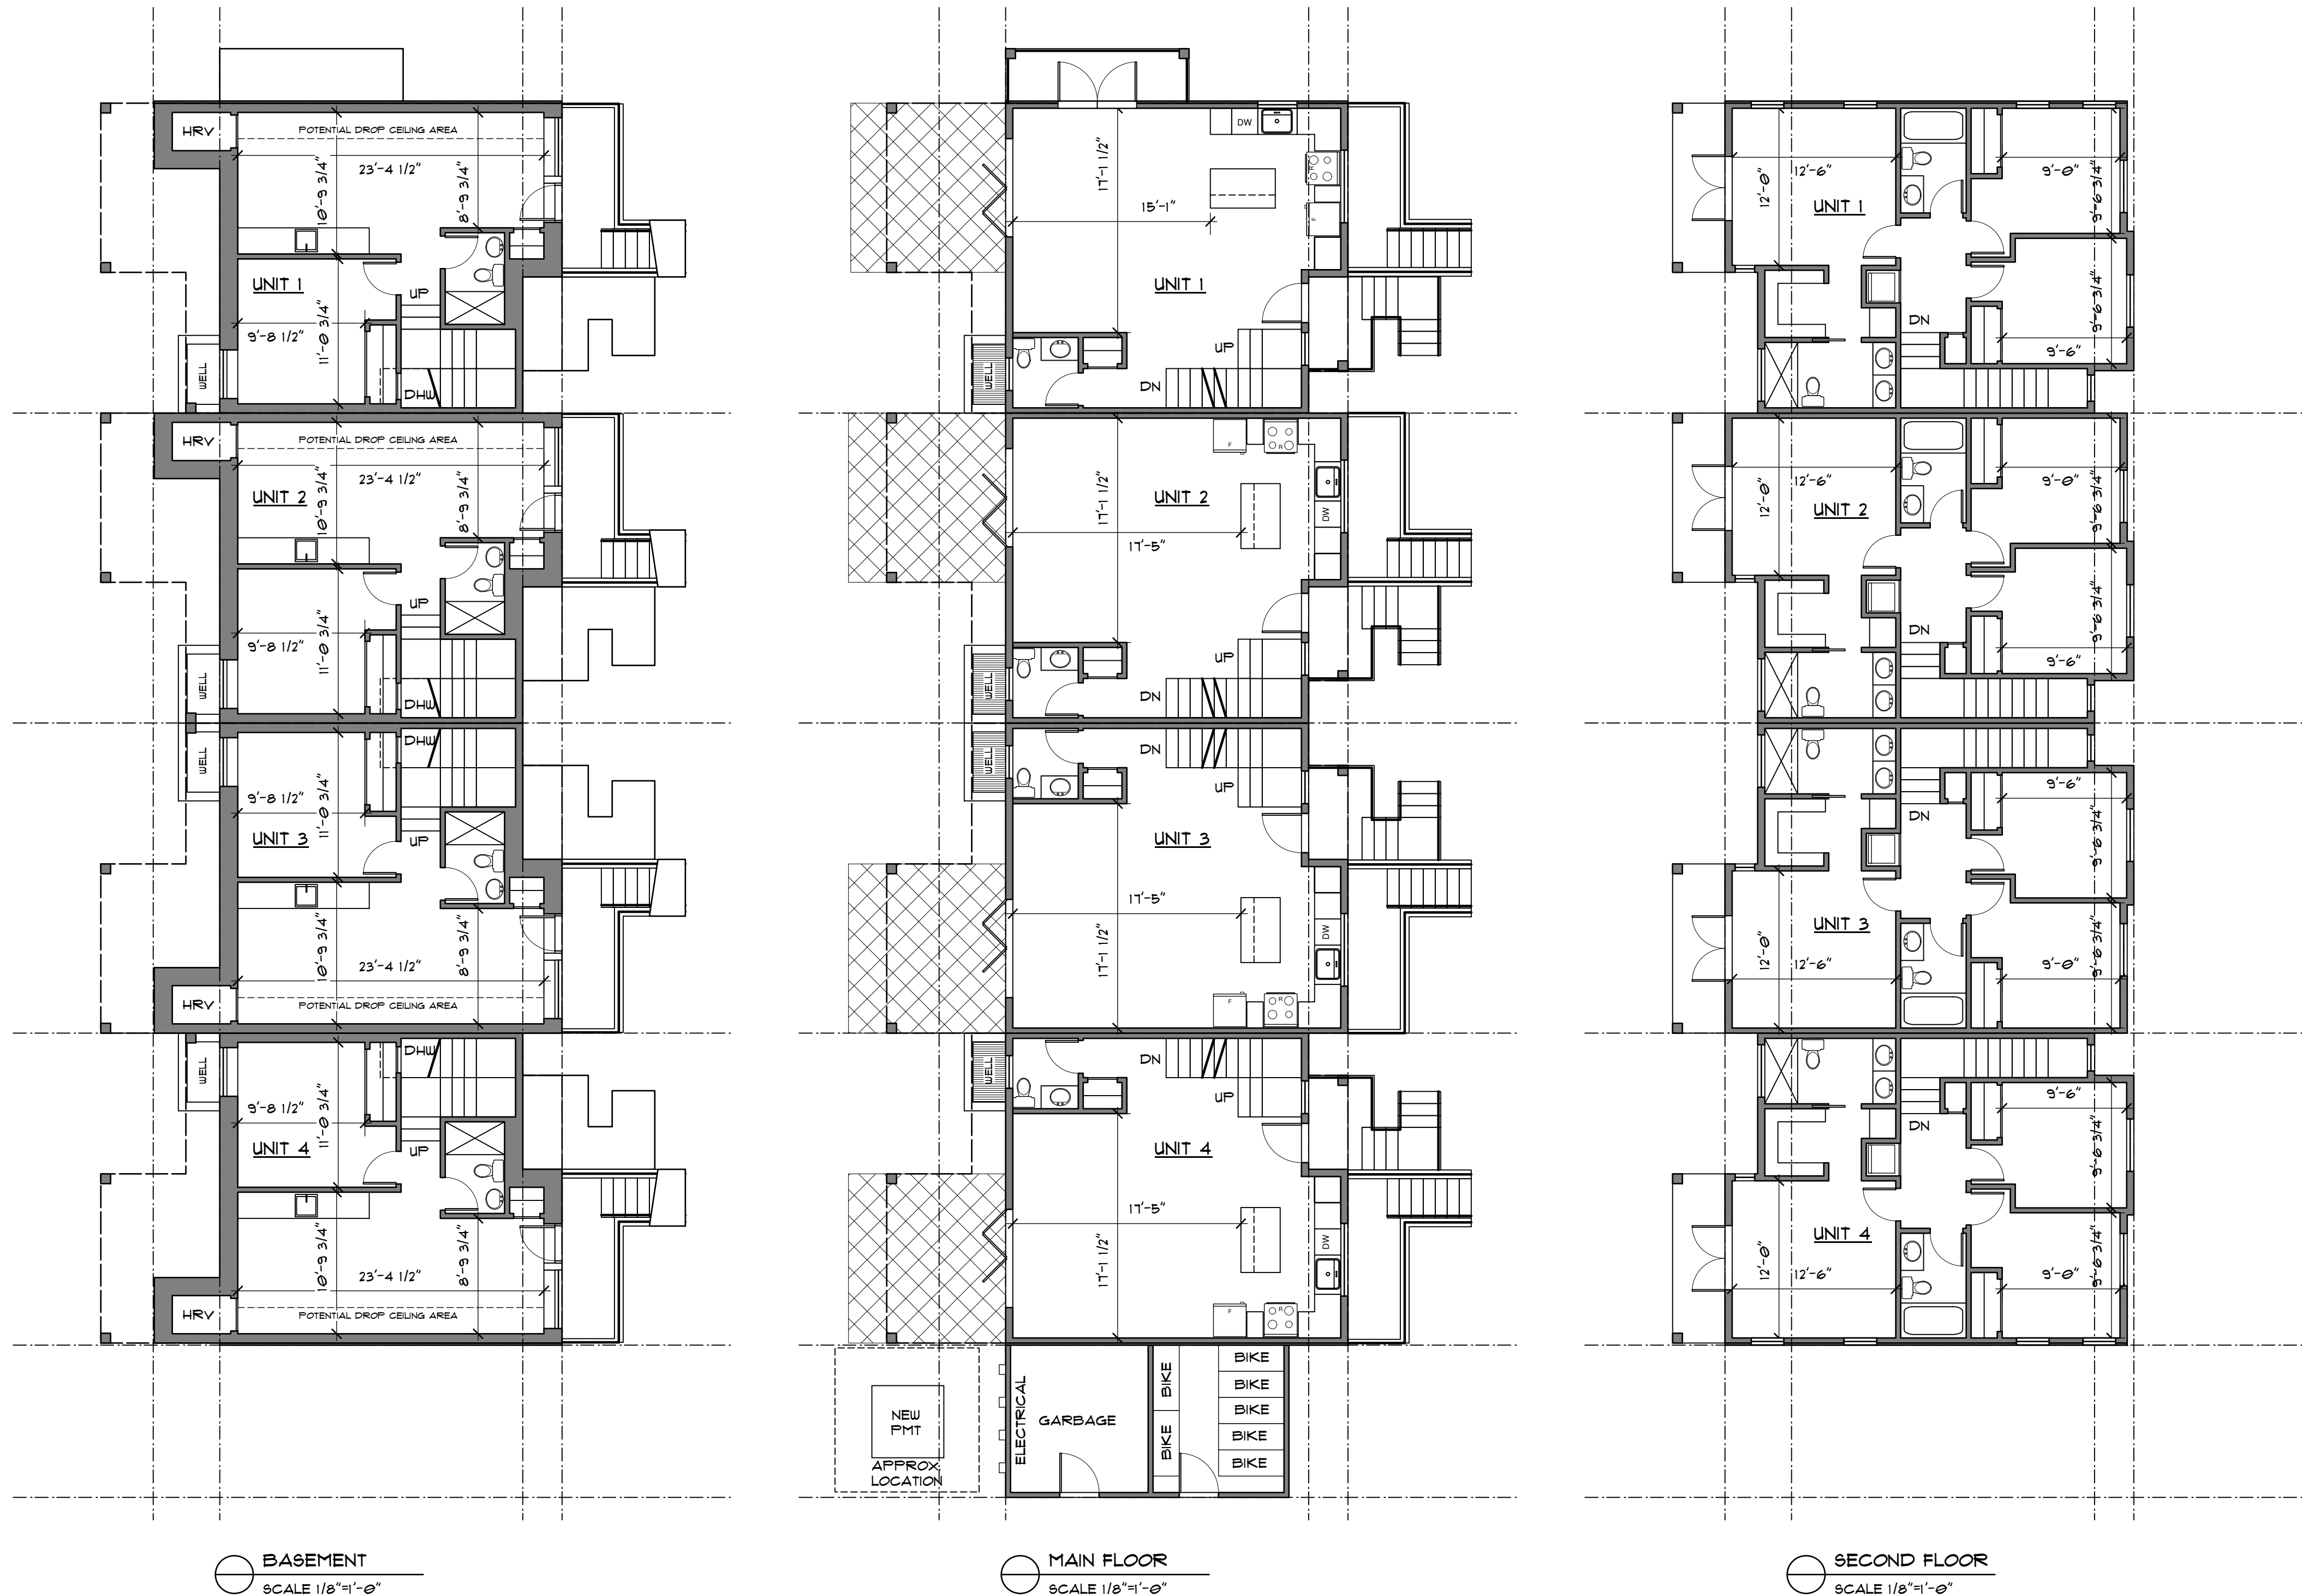 HRV
POTENTIAL DROP CEILING AREA
23'-4 1/2"
10'-9 3/4"
8'-9 3/4"
UNIT 1
UP
9'-8 1/2"
11'-0 3/4"
WELL
DHW
HRV
POTENTIAL DROP CEILING AREA
23'-4 1/2"
10'-9 3/4"
8'-9 3/4"
UNIT 2
UP
9'-8 1/2"
11'-0 3/4"
WELL
DHW
DHW
WELL
9'-8 1/2"
11'-0 3/4"
UNIT 3
UP
10'-9 3/4"
8'-9 3/4"
23'-4 1/2"
HRV
POTENTIAL DROP CEILING AREA
DHW
WELL
9'-8 1/2"
11'-0 3/4"
UNIT 4
UP
10'-9 3/4"
8'-9 3/4"
23'-4 1/2"
HRV
POTENTIAL DROP CEILING AREA
BASEMENT
SCALE 1/8"=1'-0"
DW
R
17'-1 1/2"
15'-1"
F
UNIT 1
UP
WELL
DN
F
R
17'-1 1/2"
UNIT 2
DW
17'-5"
UP
WELL
DN
DN
WELL
UP
UNIT 3
17'-5"
DW
17'-1 1/2"
F
R
DN
WELL
UP
UNIT 4
17'-5"
DW
17'-1 1/2"
F
R
ELECTRICAL
GARBAGE
BIKE
BIKE
BIKE
BIKE
BIKE
BIKE
BIKE
NEW
PMT
APPROX
LOCATION
MAIN FLOOR
SCALE 1/8"=1'-0"
12'-6"
12'-0"
9'-0"
9'-6 3/4"
UNIT 1
9'-6 3/4"
DN
9'-6"
12'-6"
12'-0"
9'-0"
9'-6 3/4"
UNIT 2
9'-6 3/4"
DN
9'-6"
9'-6"
DN
9'-6 3/4"
UNIT 3
9'-6 3/4"
12'-0"
12'-6"
9'-0"
9'-6"
DN
9'-6 3/4"
UNIT 4
9'-6 3/4"
12'-0"
12'-6"
9'-0"
SECOND FLOOR
SCALE 1/8"=1'-0"